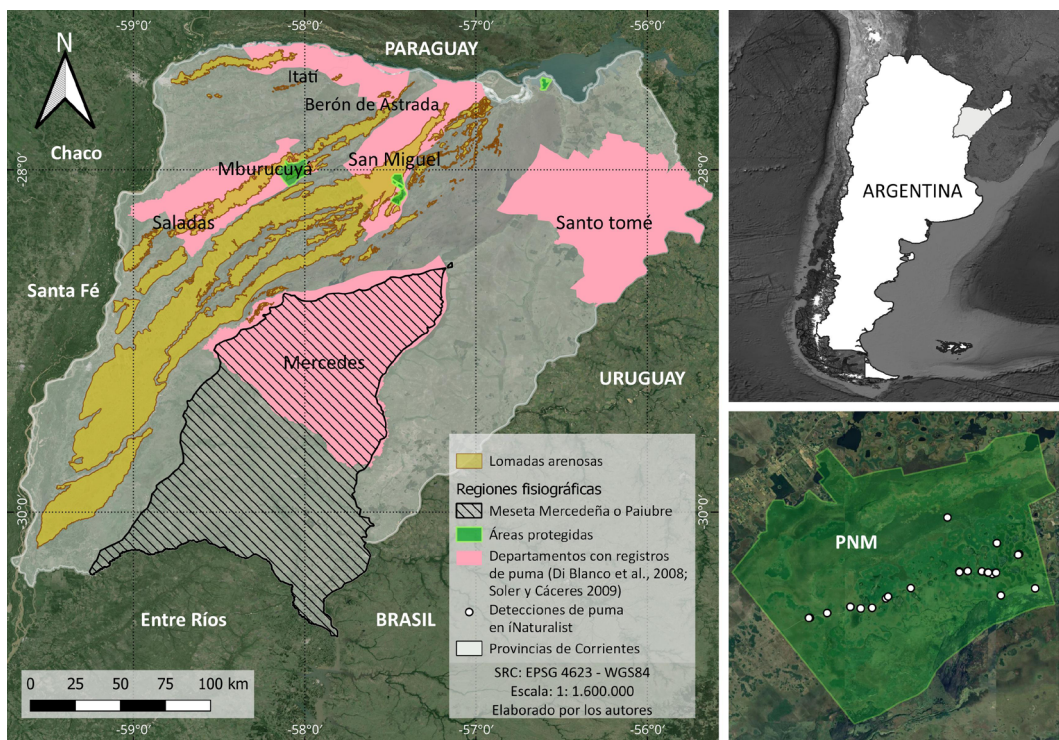 -59°0
-58°0
-57°0
-56°0
N
PARAGUAY
Itatí
Berón de Astrada
Chaco
-28°0
Mburucuyá
San Miguel
-28°0
Saladas
Santo tomé
Santa Fé
Mercedes
URUGUAY
-30°0
-30°0
Entre Ríos
BRASIL
Lomadas arenosas
Regiones fisiográficas
Meseta Mercedeña o Paiubre
Áreas protegidas
Departamentos con registros
de puma (Di Blanco et al., 2008;
Soler y Cáceres 2009)
Detecciones de puma
en íNaturalist
Provincias de Corrientes
SRC: EPSG 4623 - WGS84
Escala: 1: 1.600.000
Elaborado por los autores
0 25 50 75 100 km
-59°0
-58°0
-57°0
-56°0
ARGENTINA
PNM